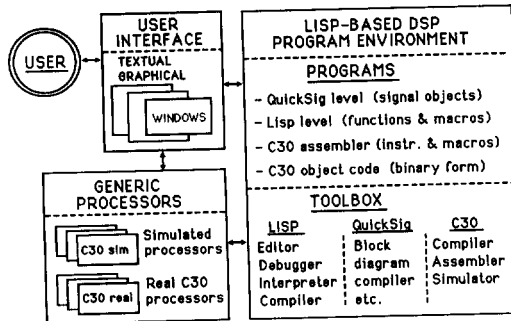 USER
USER
INTERFACE
TEXTUAL
GRAPHICAL
WINDOWS
GENERIC
PROCESSORS
C30 sim
Simulated
processors
C30 real
Real C30
processors
LISP-BASED DSP
PROGRAM ENVIRONMENT
PROGRAMS
- QuickSig level (signal objects)
- Lisp level (functions & macros)
- C30 assembler (instr. & macros)
- C30 object code (binary form)
TOOLBOX
LISP
Editor
Debugger
Interpreter
Compiler
QuickSig
Block
diagram
compiler
etc.
C30
Compiler
Assembler
Simulator